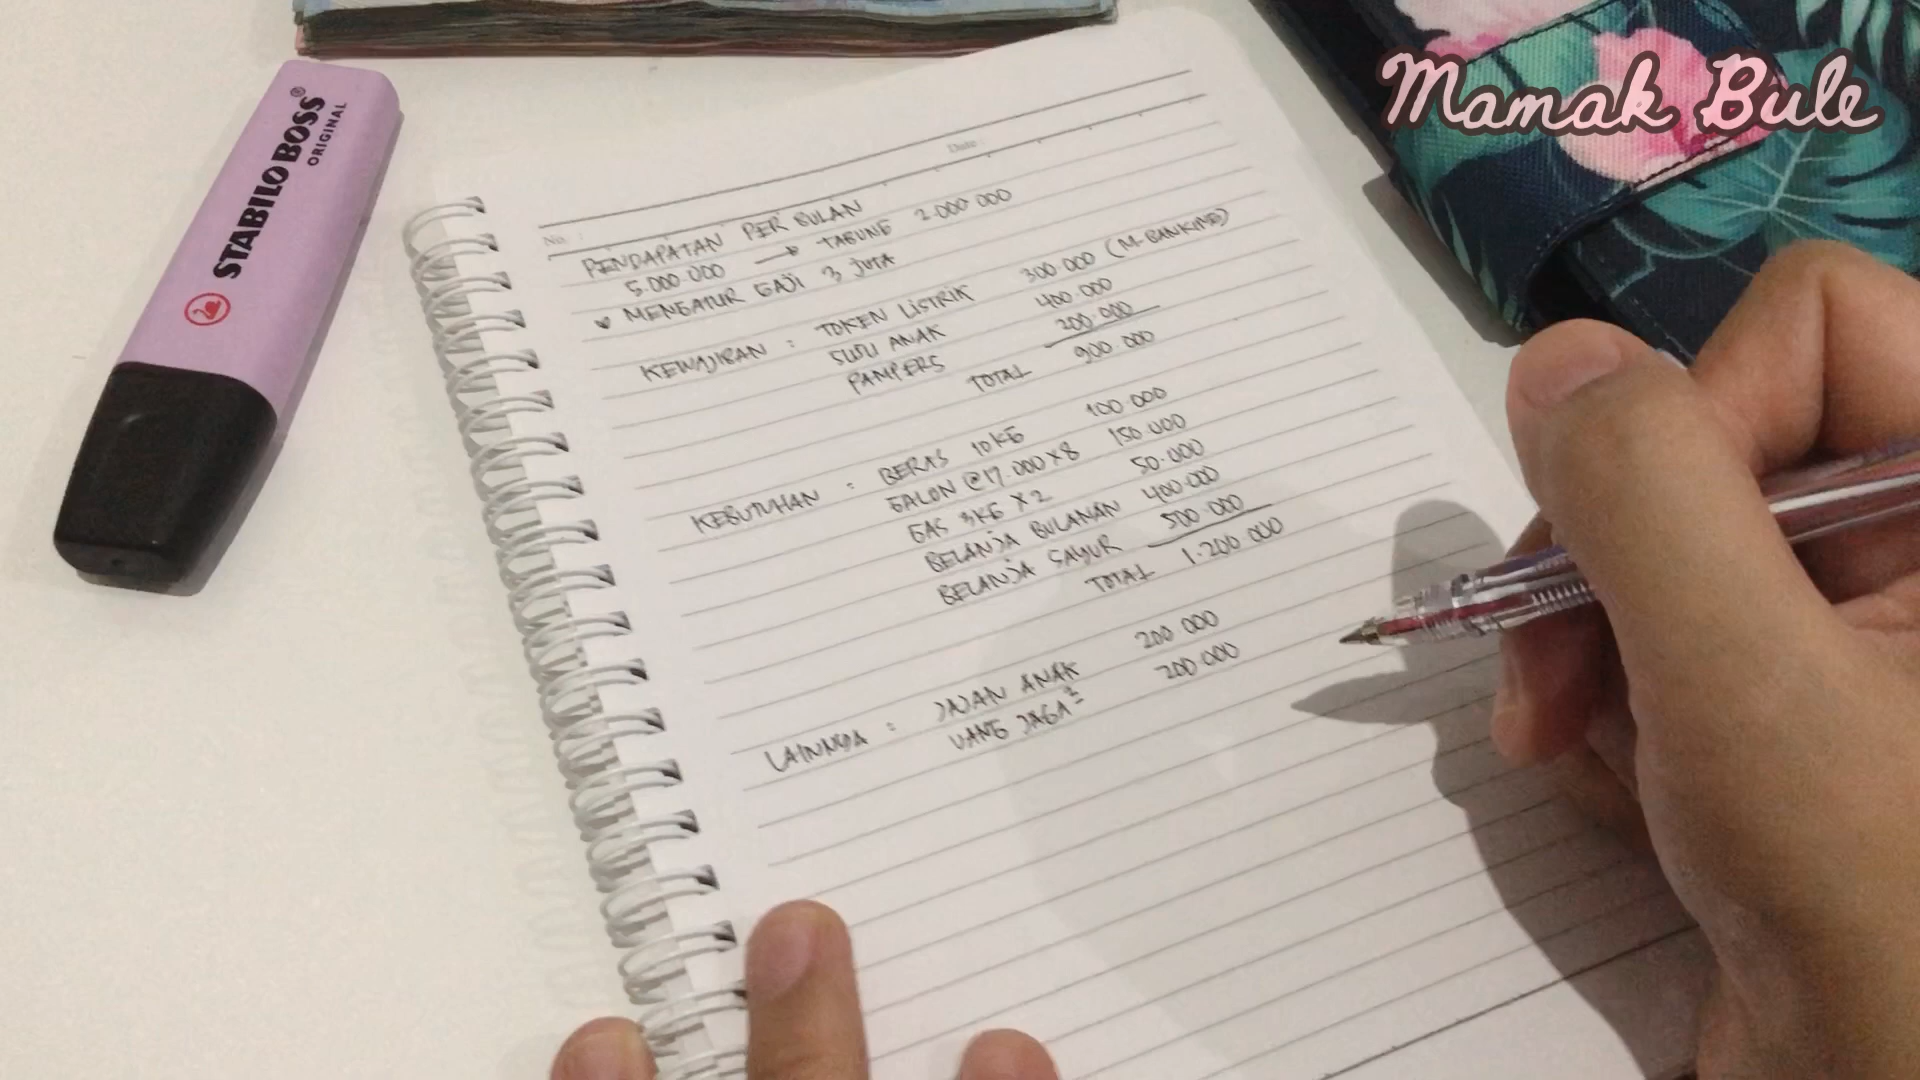 Mamak Bule
STABILO BOSS®
ORIGINAL
No. :
Date :
PENDAPATAN PER BULAN
5.000.000 → TABUNG 2.000.000
MENGATUR GAJI 3 JUTA
KEWAJIBAN : TOKEN LISTRIK 300.000 (M-BANKING)
SUSU ANAK 400.000
PAMPERS 200.000
TOTAL 900.000
KEBUTUHAN : BERAS 10KG 100.000
GALON @17.000 X 8 150.000
GAS 3KG X 2 50.000
BELANJA BULANAN 400.000
BELANJA SAYUR 500.000
TOTAL 1.200.000
LAINNYA : JAJAN ANAK 200.000
UANG JAGA² 200.000